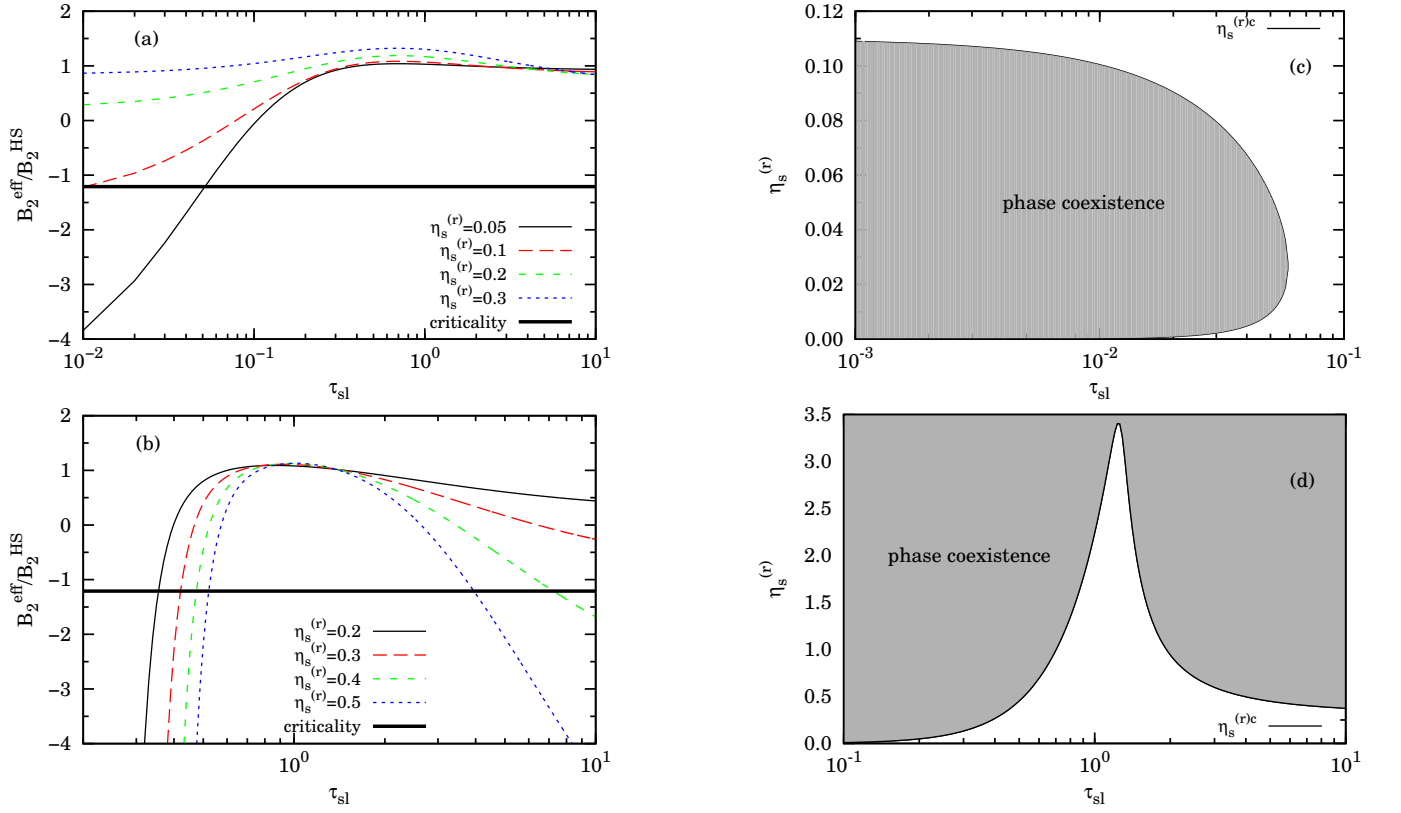 (a)
2
1
0
−1
−2
−3
−4
B₂ᵉᶠᶠ/B₂ᴴˢ
ηₛ⁽ʳ⁾=0.05
ηₛ⁽ʳ⁾=0.1
ηₛ⁽ʳ⁾=0.2
ηₛ⁽ʳ⁾=0.3
criticality
10⁻² 10⁻¹ 10⁰ 10¹
τₛₗ
(c)
ηₛ⁽ʳ⁾ᶜ
0.12
0.10
0.08
0.06
0.04
0.02
0.00
ηₛ⁽ʳ⁾
phase coexistence
10⁻³ 10⁻² 10⁻¹
τₛₗ
(b)
2
1
0
−1
−2
−3
−4
B₂ᵉᶠᶠ/B₂ᴴˢ
ηₛ⁽ʳ⁾=0.2
ηₛ⁽ʳ⁾=0.3
ηₛ⁽ʳ⁾=0.4
ηₛ⁽ʳ⁾=0.5
criticality
10⁰ 10¹
τₛₗ
(d)
3.5
3.0
2.5
2.0
1.5
1.0
0.5
0.0
ηₛ⁽ʳ⁾
phase coexistence
ηₛ⁽ʳ⁾ᶜ
10⁻¹ 10⁰ 10¹
τₛₗ